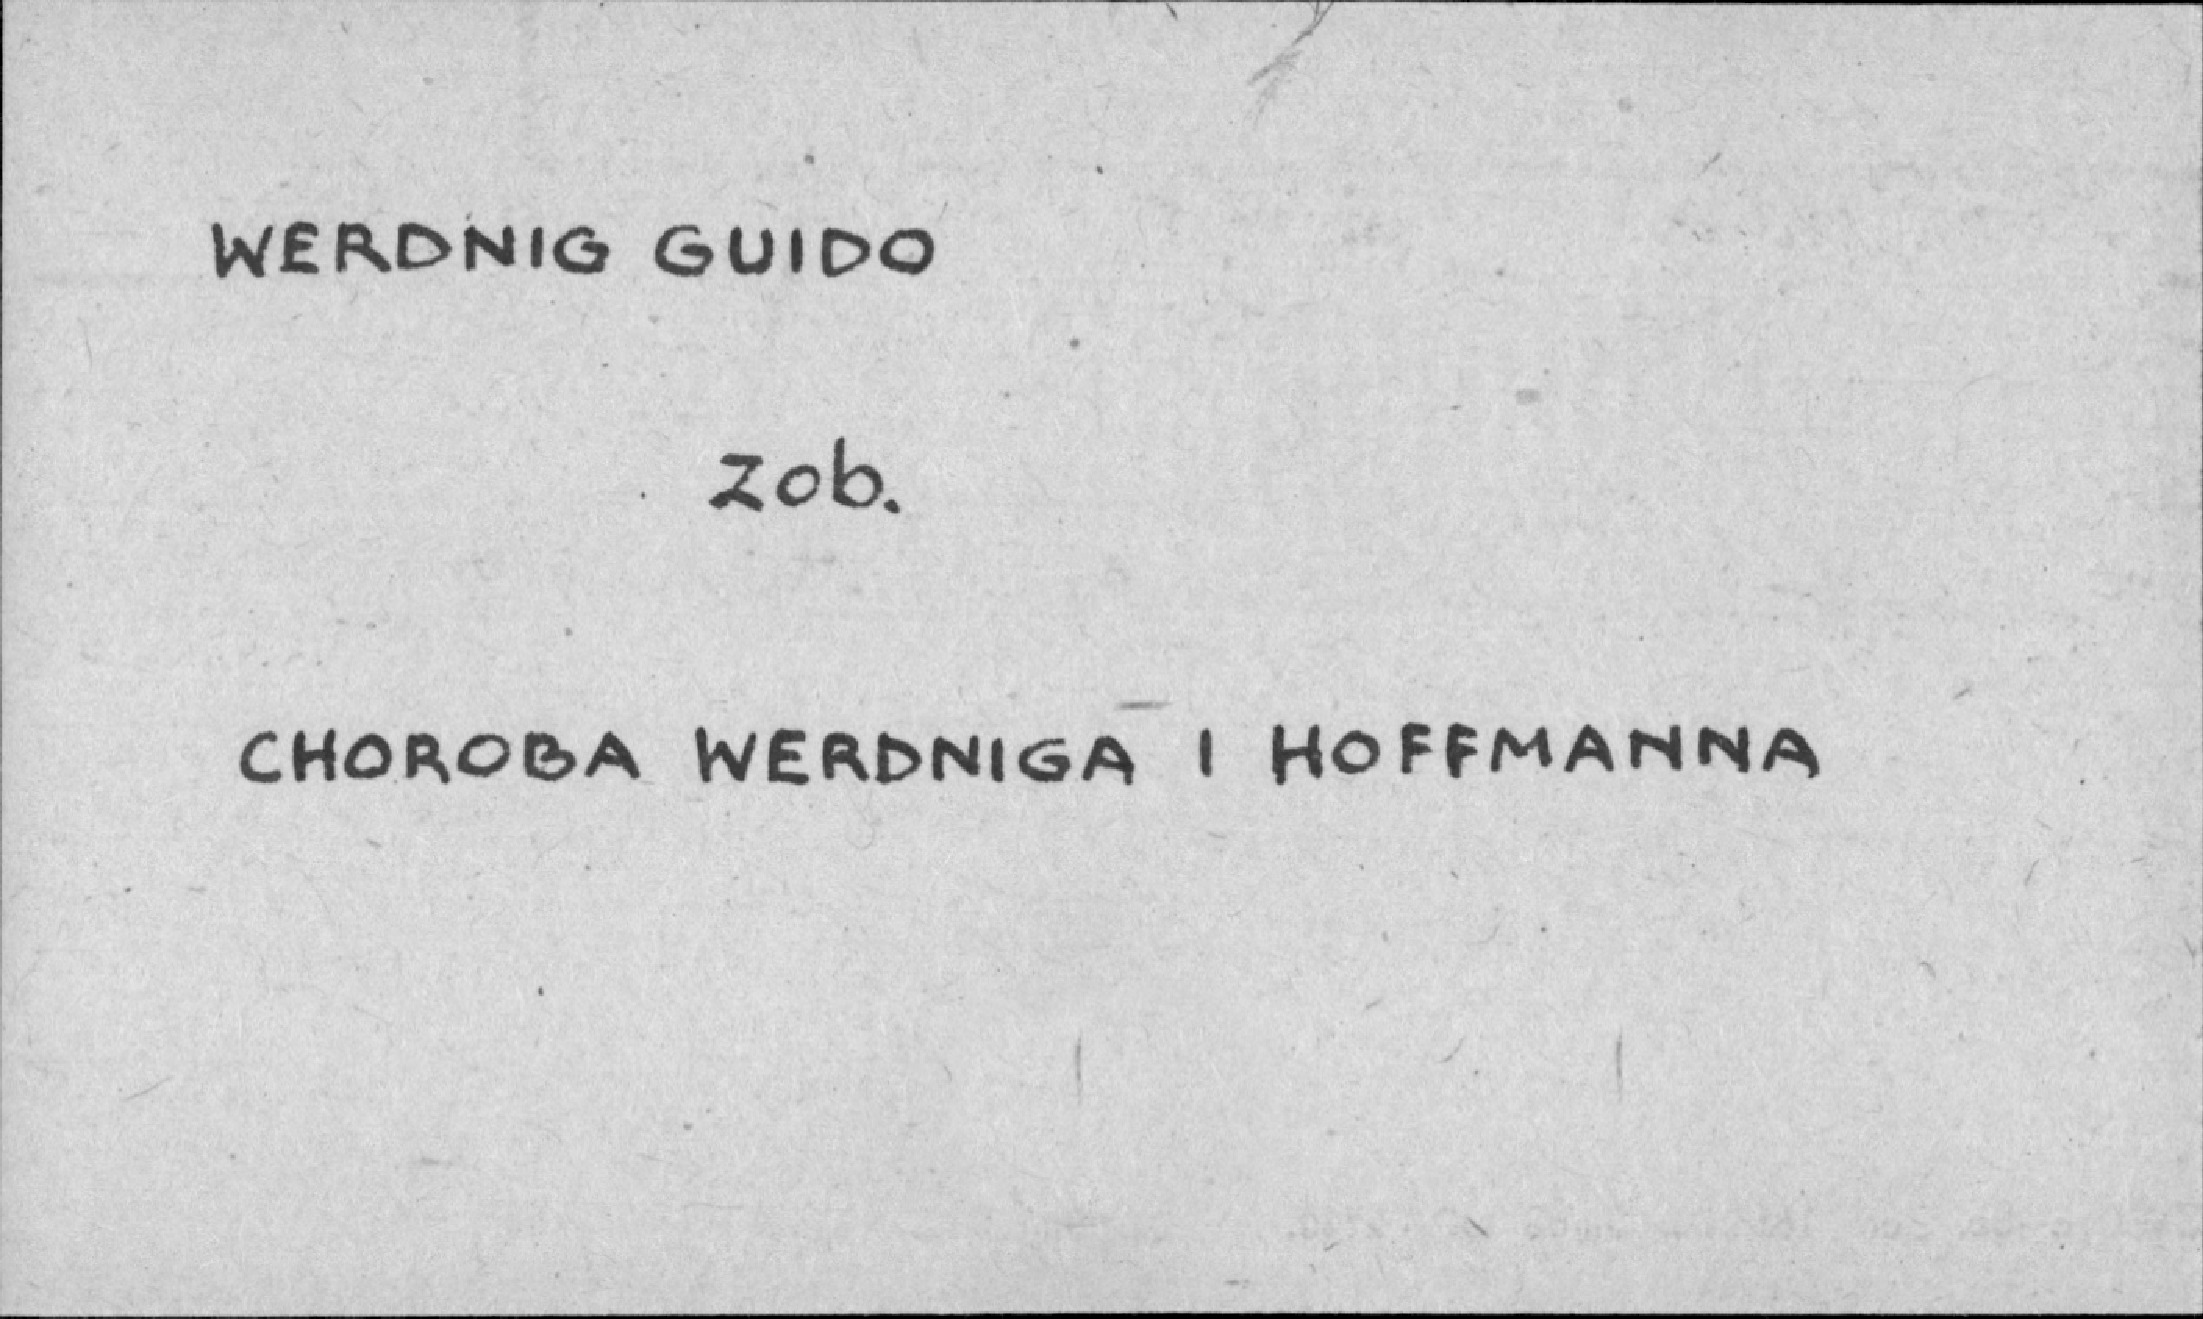 WERDNIG GUIDO
zob.
CHOROBA WERDNIGA I HOFFMANNA